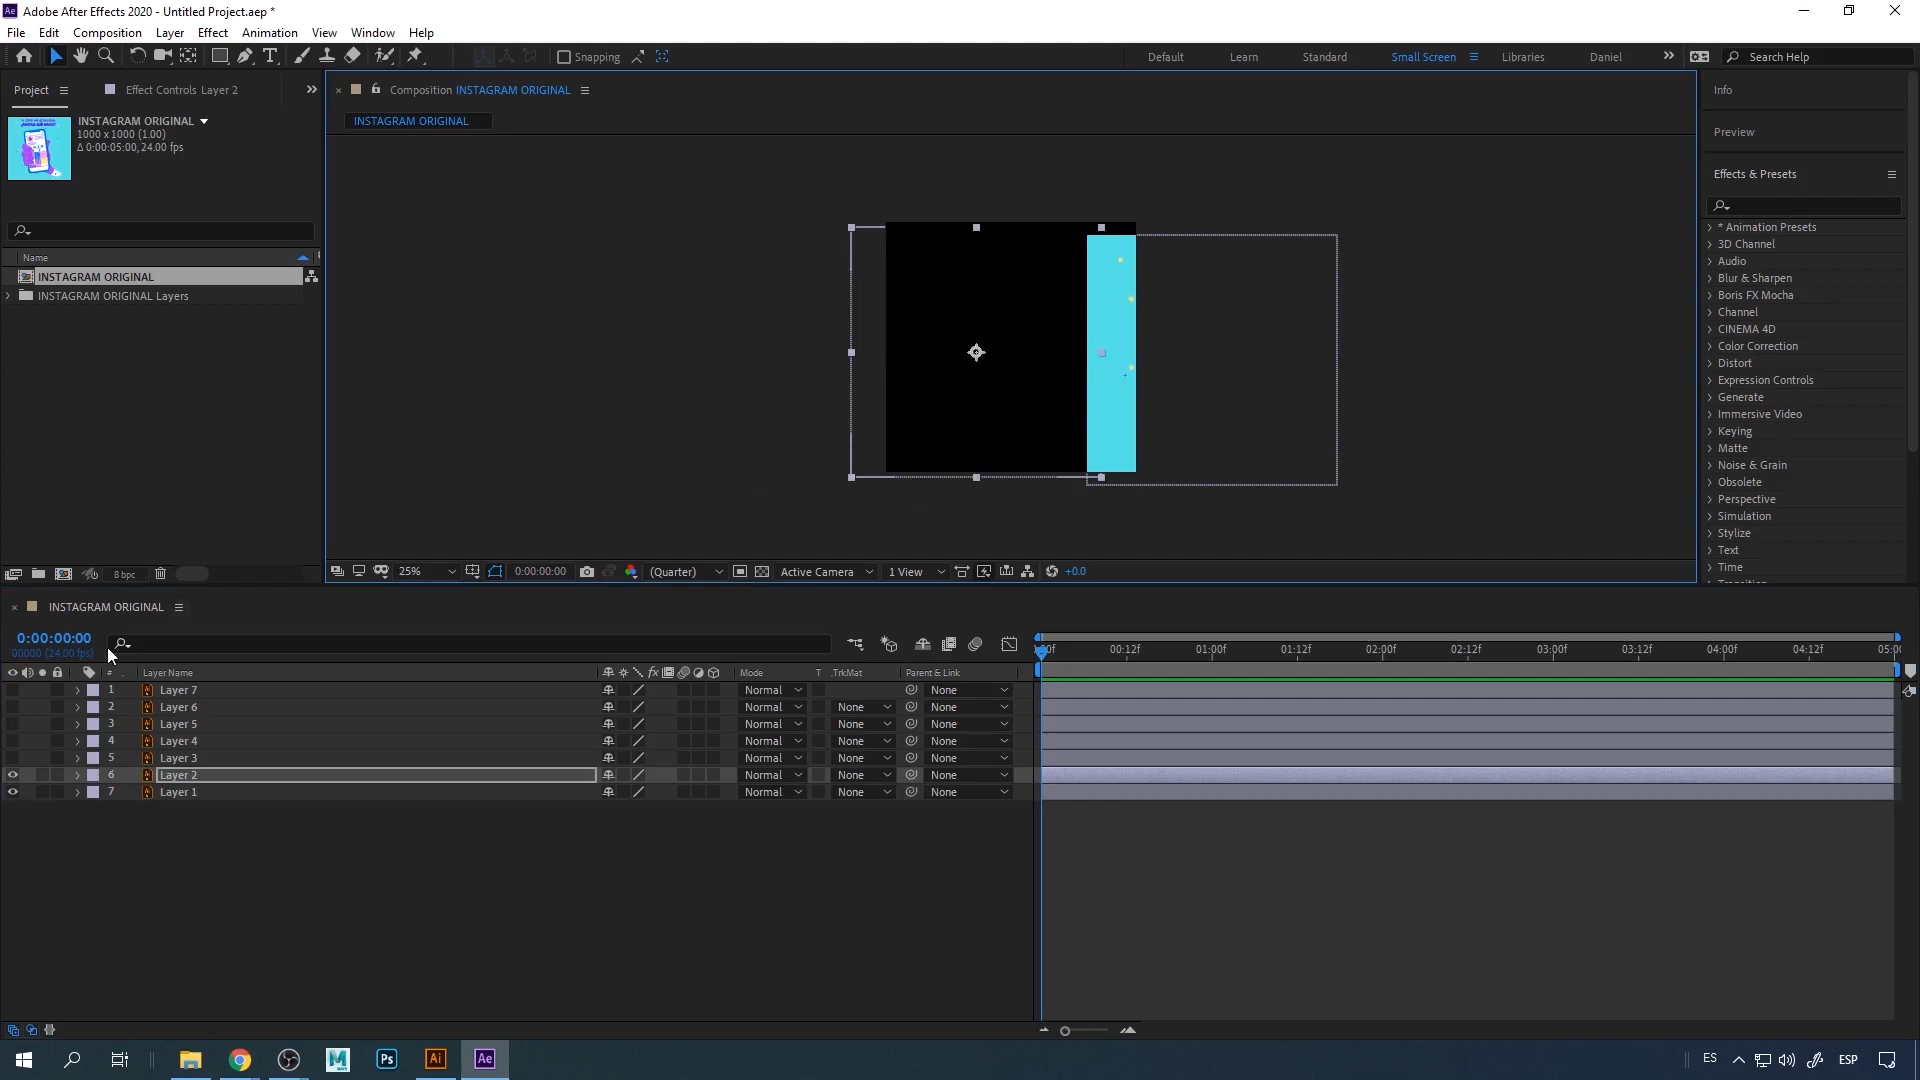 Adobe After Effects 2020 - Untitled Project.aep *
File Edit Composition Layer Effect Animation View Window Help
Snapping
Default Learn Standard Small Screen Libraries Daniel
Search Help
Project
Effect Controls Layer 2
INSTAGRAM ORIGINAL
1000 x 1000 (1.00)
Δ 0:00:05:00, 24.00 fps
Name
INSTAGRAM ORIGINAL
INSTAGRAM ORIGINAL Layers
8 bpc
Composition INSTAGRAM ORIGINAL
INSTAGRAM ORIGINAL
25% 0:00:00:00 (Quarter) Active Camera 1 View +0.0
Info
Preview
Effects & Presets
* Animation Presets
3D Channel
Audio
Blur & Sharpen
Boris FX Mocha
Channel
CINEMA 4D
Color Correction
Distort
Expression Controls
Generate
Immersive Video
Keying
Matte
Noise & Grain
Obsolete
Perspective
Simulation
Stylize
Text
Time
Transition
INSTAGRAM ORIGINAL
0:00:00:00
00000 (24.00 fps)
00:12f 01:00f 01:12f 02:00f 02:12f 03:00f 03:12f 04:00f 04:12f
# Layer Name fx Mode T .TrkMat Parent & Link
1 Layer 7 Normal None
2 Layer 6 Normal None None
3 Layer 5 Normal None None
4 Layer 4 Normal None None
5 Layer 3 Normal None None
6 Layer 2 Normal None None
7 Layer 1 Normal None None
Ps Ai Ae
ES ESP